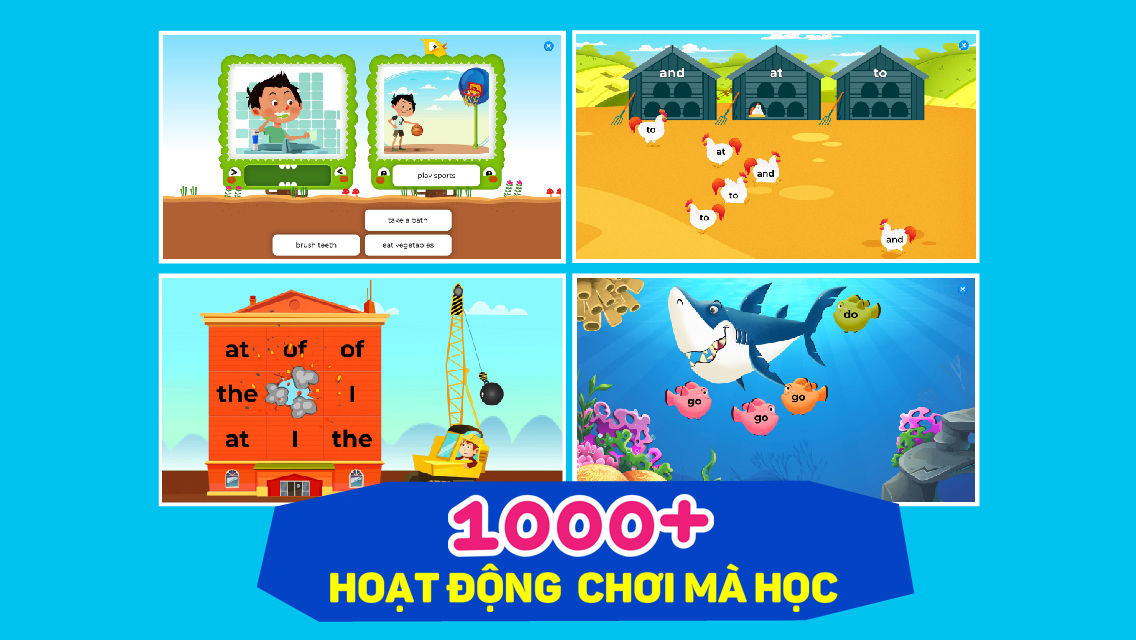 play sports
take a bath
brush teeth eat vegetables
and at to
to
at
and
to
to
and
at of of
the I
at I the
do
go go
go
1000+
HOẠT ĐỘNG CHƠI MÀ HỌC